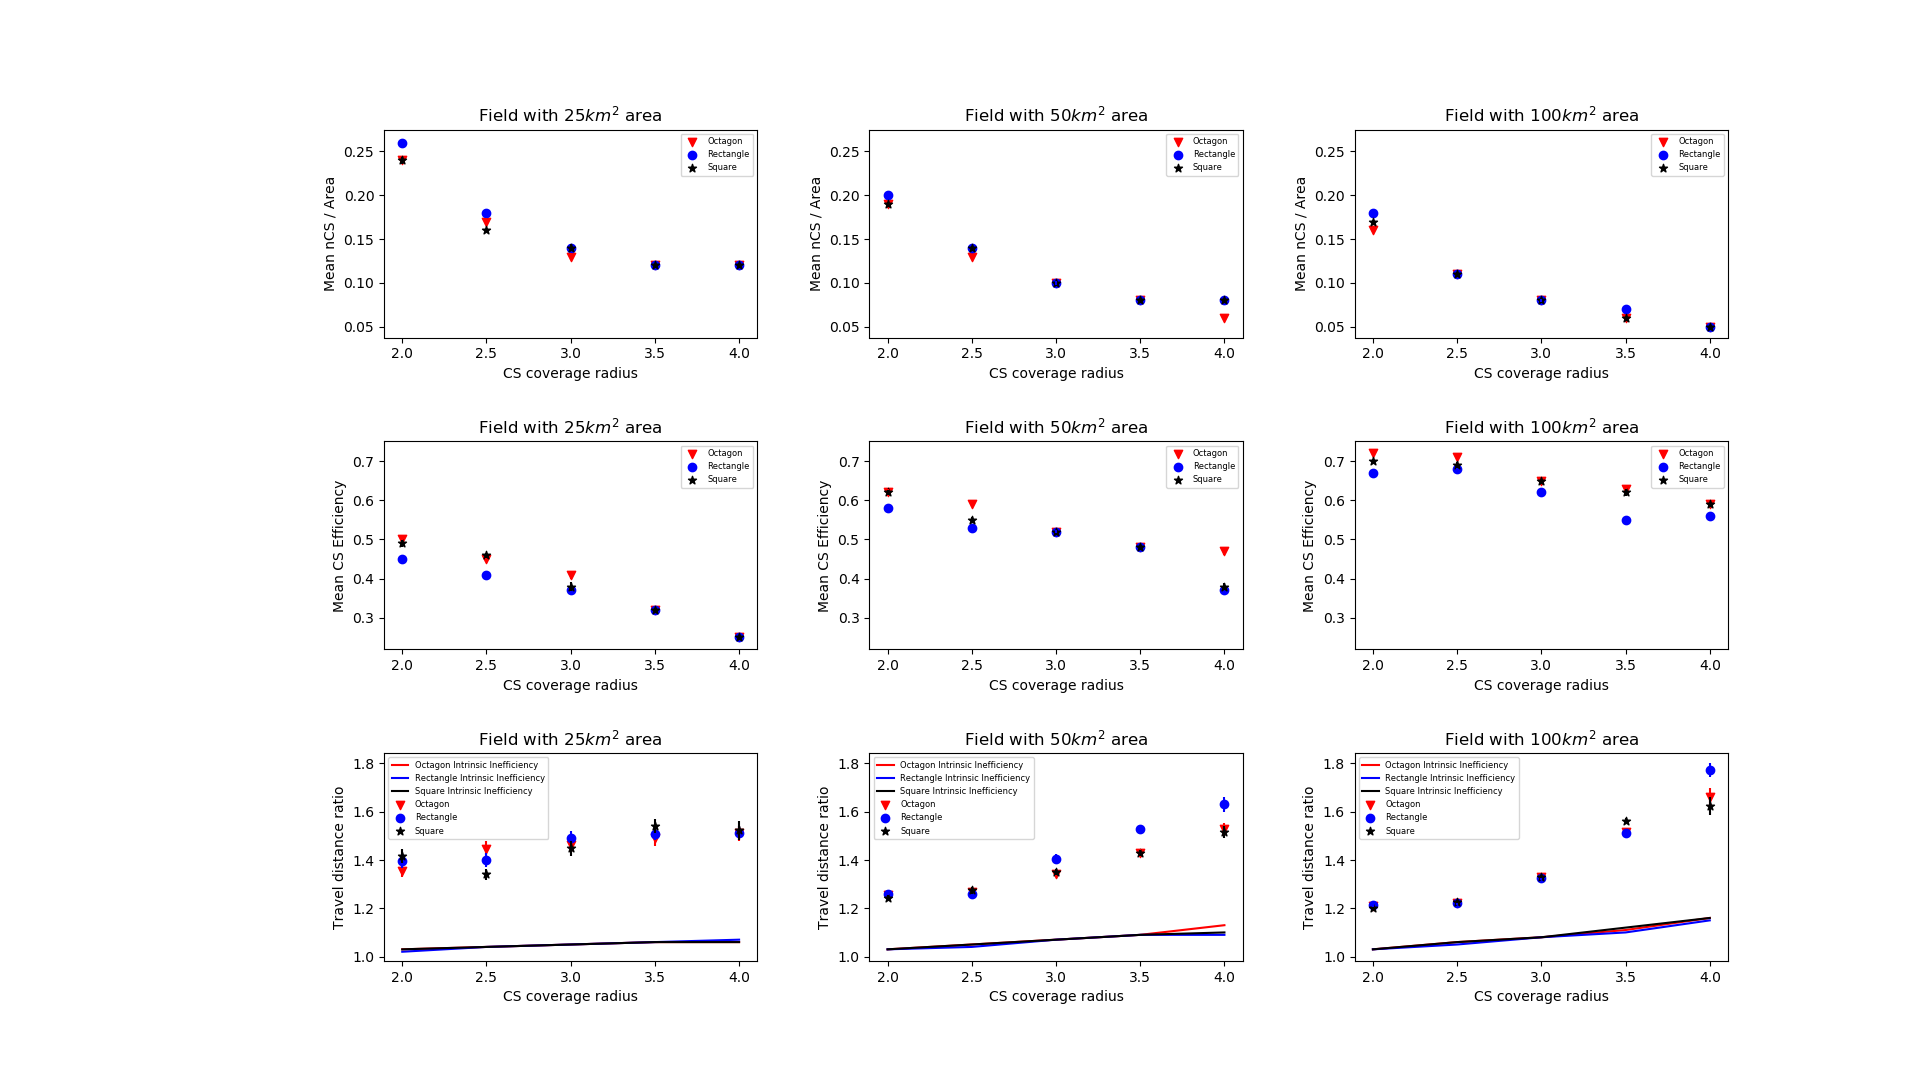 Field with 25km² area
Mean nCS / Area
0.25
0.20
0.15
0.10
0.05
Octagon
Rectangle
Square
2.0 2.5 3.0 3.5 4.0
CS coverage radius
Field with 50km² area
Mean nCS / Area
0.25
0.20
0.15
0.10
0.05
Octagon
Rectangle
Square
2.0 2.5 3.0 3.5 4.0
CS coverage radius
Field with 100km² area
Mean nCS / Area
0.25
0.20
0.15
0.10
0.05
Octagon
Rectangle
Square
2.0 2.5 3.0 3.5 4.0
CS coverage radius
Field with 25km² area
Mean CS Efficiency
0.7
0.6
0.5
0.4
0.3
Octagon
Rectangle
Square
2.0 2.5 3.0 3.5 4.0
CS coverage radius
Field with 50km² area
Mean CS Efficiency
0.7
0.6
0.5
0.4
0.3
Octagon
Rectangle
Square
2.0 2.5 3.0 3.5 4.0
CS coverage radius
Field with 100km² area
Mean CS Efficiency
0.7
0.6
0.5
0.4
0.3
Octagon
Rectangle
Square
2.0 2.5 3.0 3.5 4.0
CS coverage radius
Field with 25km² area
Travel distance ratio
1.8
1.6
1.4
1.2
1.0
Octagon Intrinsic Inefficiency
Rectangle Intrinsic Inefficiency
Square Intrinsic Inefficiency
Octagon
Rectangle
Square
2.0 2.5 3.0 3.5 4.0
CS coverage radius
Field with 50km² area
Travel distance ratio
1.8
1.6
1.4
1.2
1.0
Octagon Intrinsic Inefficiency
Rectangle Intrinsic Inefficiency
Square Intrinsic Inefficiency
Octagon
Rectangle
Square
2.0 2.5 3.0 3.5 4.0
CS coverage radius
Field with 100km² area
Travel distance ratio
1.8
1.6
1.4
1.2
1.0
Octagon Intrinsic Inefficiency
Rectangle Intrinsic Inefficiency
Square Intrinsic Inefficiency
Octagon
Rectangle
Square
2.0 2.5 3.0 3.5 4.0
CS coverage radius